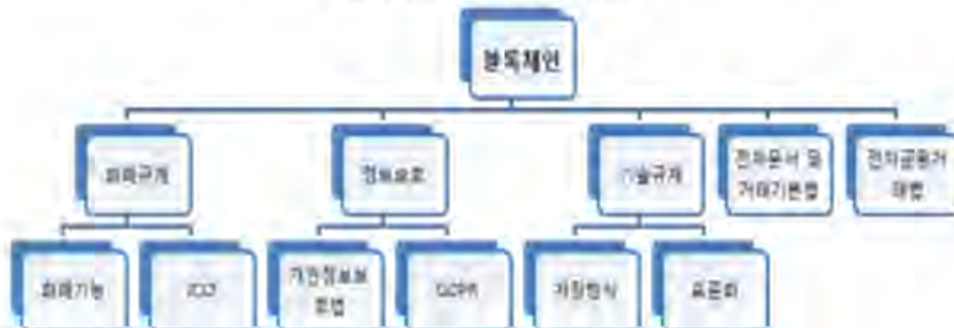 블록체인
화폐규제
정보보호
기술규제
전자문서 및
거래기본법
전자금융거
래법
화폐기능
ICO
개인정보보
호법
GDPR
저장방식
표준화